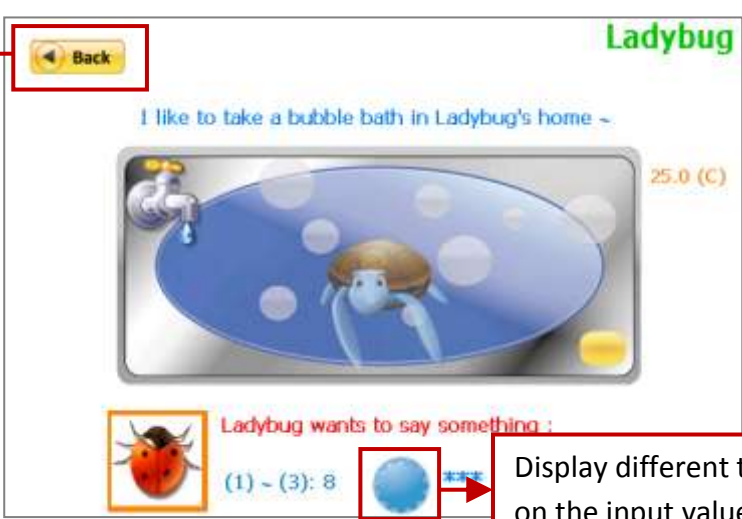 Back
Ladybug
I like to take a bubble bath in Ladybug's home ~
25.0 (C)
Ladybug wants to say something :
(1) ~ (3): 8
***
Display different
on the input value